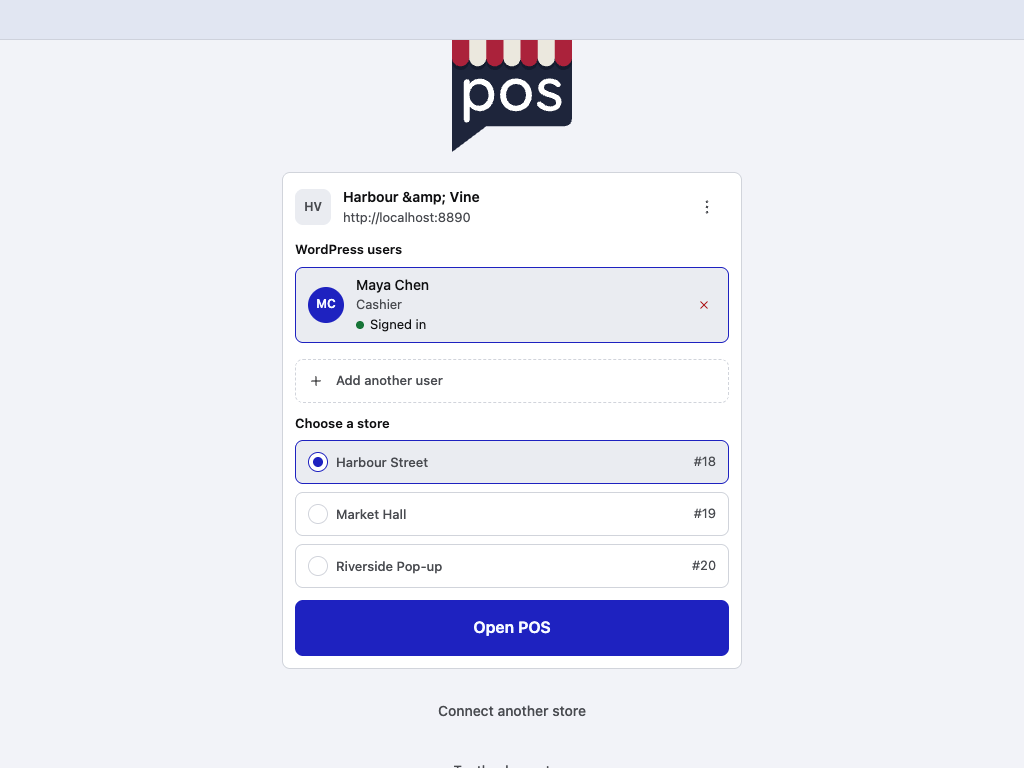 pos
HV
Harbour &amp; Vine
http://localhost:8890
WordPress users
MC
Maya Chen
Cashier
Signed in
Add another user
Choose a store
Harbour Street #18
Market Hall #19
Riverside Pop-up #20
Open POS
Connect another store